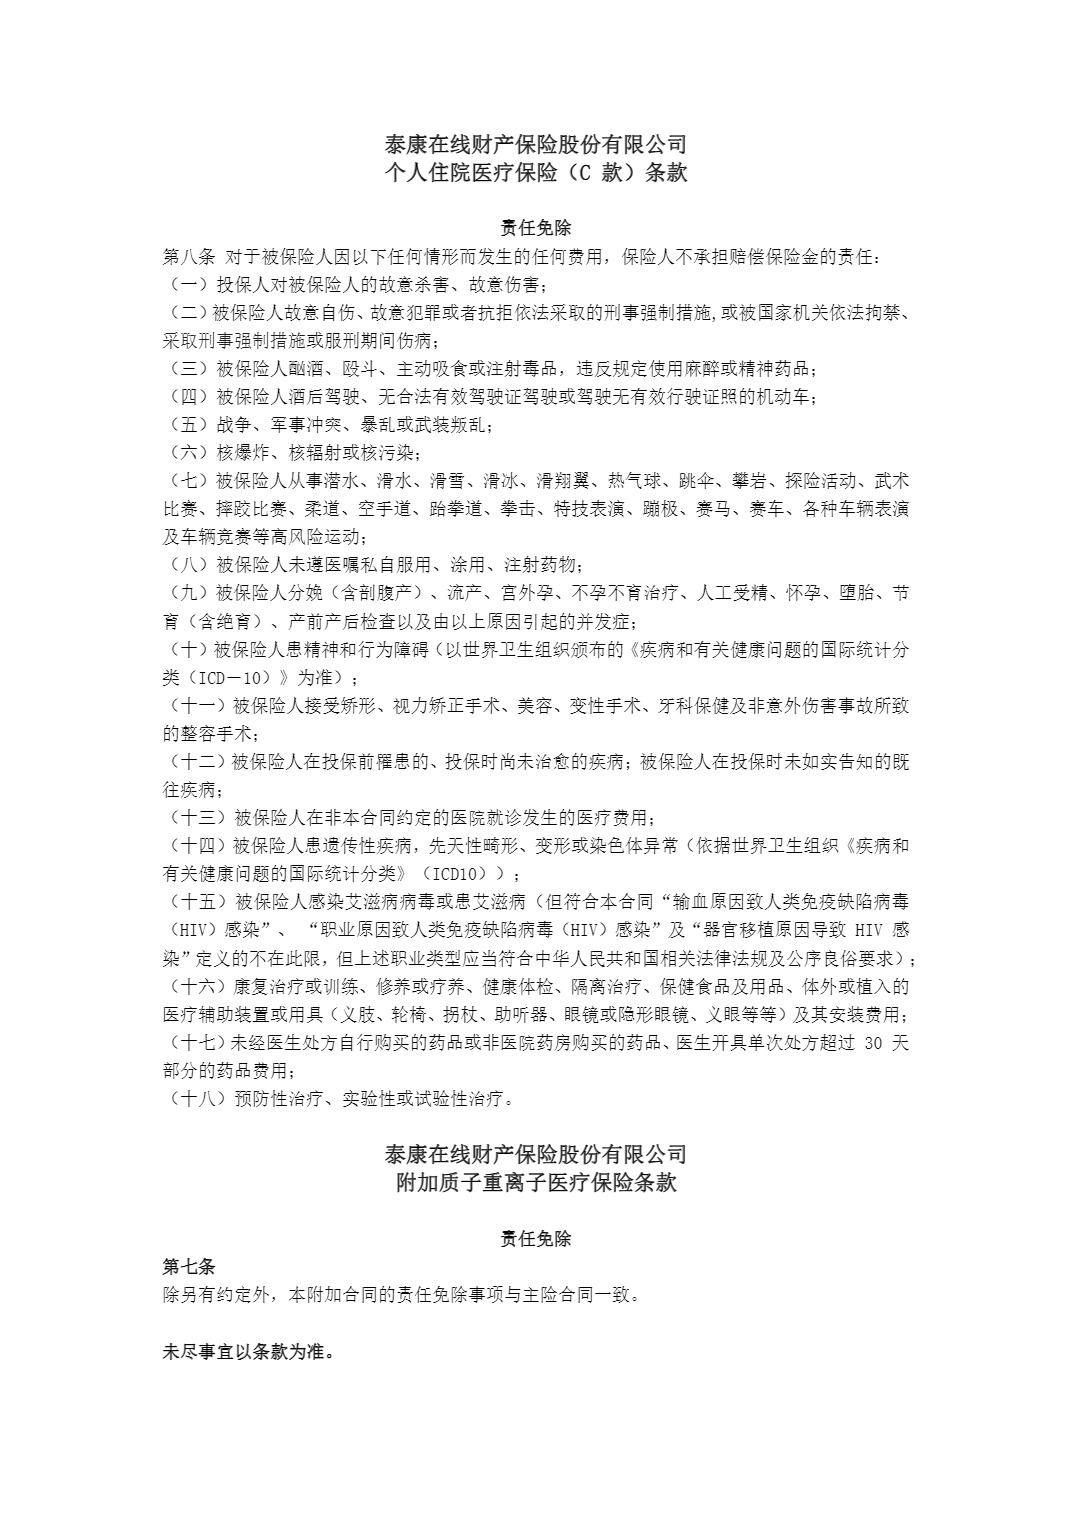 泰康在线财产保险股份有限公司
个人住院医疗保险（C 款）条款
责任免除
第八条 对于被保险人因以下任何情形而发生的任何费用，保险人不承担赔偿保险金的责任：
（一）投保人对被保险人的故意杀害、故意伤害；
（二）被保险人故意自伤、故意犯罪或者抗拒依法采取的刑事强制措施,或被国家机关依法拘禁、
采取刑事强制措施或服刑期间伤病；
（三）被保险人酗酒、殴斗、主动吸食或注射毒品，违反规定使用麻醉或精神药品；
（四）被保险人酒后驾驶、无合法有效驾驶证驾驶或驾驶无有效行驶证照的机动车；
（五）战争、军事冲突、暴乱或武装叛乱；
（六）核爆炸、核辐射或核污染；
（七）被保险人从事潜水、滑水、滑雪、滑冰、滑翔翼、热气球、跳伞、攀岩、探险活动、武术
比赛、摔跤比赛、柔道、空手道、跆拳道、拳击、特技表演、蹦极、赛马、赛车、各种车辆表演
及车辆竞赛等高风险运动；
（八）被保险人未遵医嘱私自服用、涂用、注射药物；
（九）被保险人分娩（含剖腹产）、流产、宫外孕、不孕不育治疗、人工受精、怀孕、堕胎、节
育（含绝育）、产前产后检查以及由以上原因引起的并发症；
（十）被保险人患精神和行为障碍（以世界卫生组织颁布的《疾病和有关健康问题的国际统计分
类（ICD－10）》为准）；
（十一）被保险人接受矫形、视力矫正手术、美容、变性手术、牙科保健及非意外伤害事故所致
的整容手术；
（十二）被保险人在投保前罹患的、投保时尚未治愈的疾病；被保险人在投保时未如实告知的既
往疾病；
（十三）被保险人在非本合同约定的医院就诊发生的医疗费用；
（十四）被保险人患遗传性疾病，先天性畸形、变形或染色体异常（依据世界卫生组织《疾病和
有关健康问题的国际统计分类》（ICD10））；
（十五）被保险人感染艾滋病病毒或患艾滋病（但符合本合同“输血原因致人类免疫缺陷病毒
（HIV）感染”、 “职业原因致人类免疫缺陷病毒（HIV）感染”及“器官移植原因导致 HIV 感
染”定义的不在此限，但上述职业类型应当符合中华人民共和国相关法律法规及公序良俗要求）；
（十六）康复治疗或训练、修养或疗养、健康体检、隔离治疗、保健食品及用品、体外或植入的
医疗辅助装置或用具（义肢、轮椅、拐杖、助听器、眼镜或隐形眼镜、义眼等等）及其安装费用；
（十七）未经医生处方自行购买的药品或非医院药房购买的药品、医生开具单次处方超过 30 天
部分的药品费用；
（十八）预防性治疗、实验性或试验性治疗。
泰康在线财产保险股份有限公司
附加质子重离子医疗保险条款
责任免除
第七条
除另有约定外，本附加合同的责任免除事项与主险合同一致。
未尽事宜以条款为准。